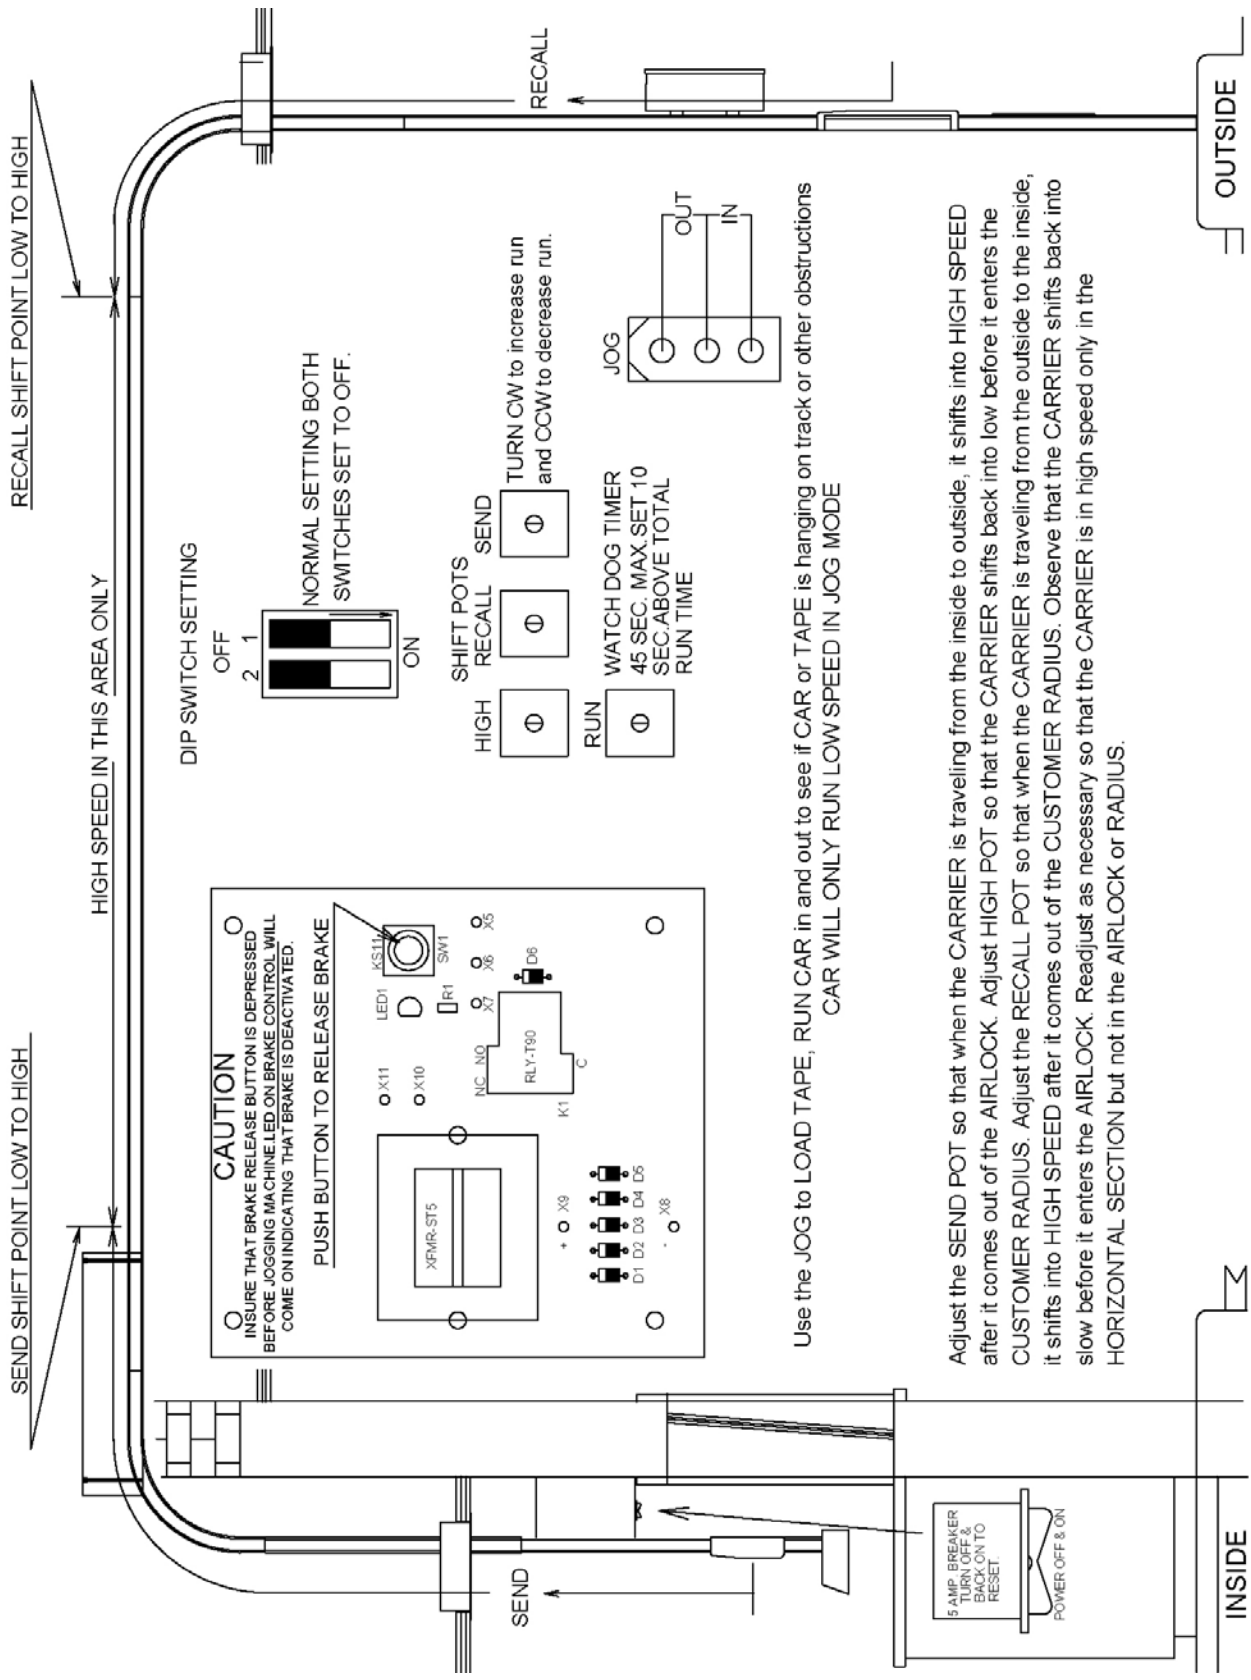 SEND SHIFT POINT LOW TO HIGH
RECALL SHIFT POINT LOW TO HIGH
HIGH SPEED IN THIS AREA ONLY
RECALL
SEND
CAUTION
INSURE THAT BRAKE RELEASE BUTTON IS DEPRESSED
BEFORE JOGGING MACHINE.LED ON BRAKE CONTROL WILL
COME ON INDICATING THAT BRAKE IS DEACTIVATED.
PUSH BUTTON TO RELEASE BRAKE
LED1
KS11
SW1
R1
X11
X10
X7
X6
X5
XFMR-ST5
NC NO
RLY-T90
K1
C
D6
+
X9
D1 D2 D3 D4 D5
-
X8
DIP SWITCH SETTING
OFF
2 1
ON
NORMAL SETTING BOTH
SWITCHES SET TO OFF.
SHIFT POTS
HIGH RECALL SEND
TURN CW to increase run
and CCW to decrease run.
RUN
WATCH DOG TIMER
45 SEC. MAX.SET 10
SEC.ABOVE TOTAL
RUN TIME
JOG
OUT
IN
Use the JOG to LOAD TAPE, RUN CAR in and out to see if CAR or TAPE is hanging on track or other obstructions
CAR WILL ONLY RUN LOW SPEED IN JOG MODE
Adjust the SEND POT so that when the CARRIER is traveling from the inside to outside, it shifts into HIGH SPEED
after it comes out of the AIRLOCK. Adjust HIGH POT so that the CARRIER shifts back into low before it enters the
CUSTOMER RADIUS. Adjust the RECALL POT so that when the CARRIER is traveling from the outside to the inside,
it shifts into HIGH SPEED after it comes out of the CUSTOMER RADIUS. Observe that the CARRIER shifts back into
slow before it enters the AIRLOCK. Readjust as necessary so that the CARRIER is in high speed only in the
HORIZONTAL SECTION but not in the AIRLOCK or RADIUS.
5 AMP. BREAKER
TURN OFF &
BACK ON TO
RESET.
POWER OFF & ON
INSIDE
OUTSIDE